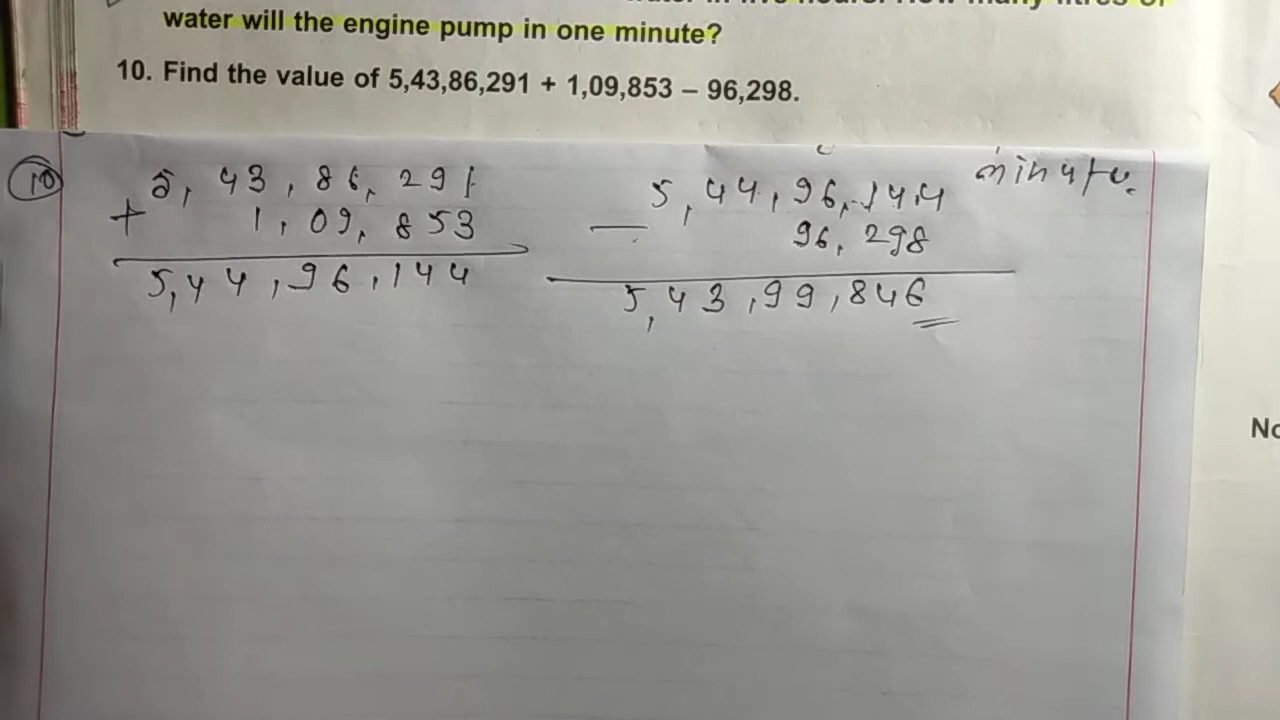 water will the engine pump in one minute?
10. Find the value of 5,43,86,291 + 1,09,853 – 96,298.
10
5,43,86,291
+ 1,09,853
5,44,96,144
minute.
5,44,96,144
— 96,298
5,43,99,846
No